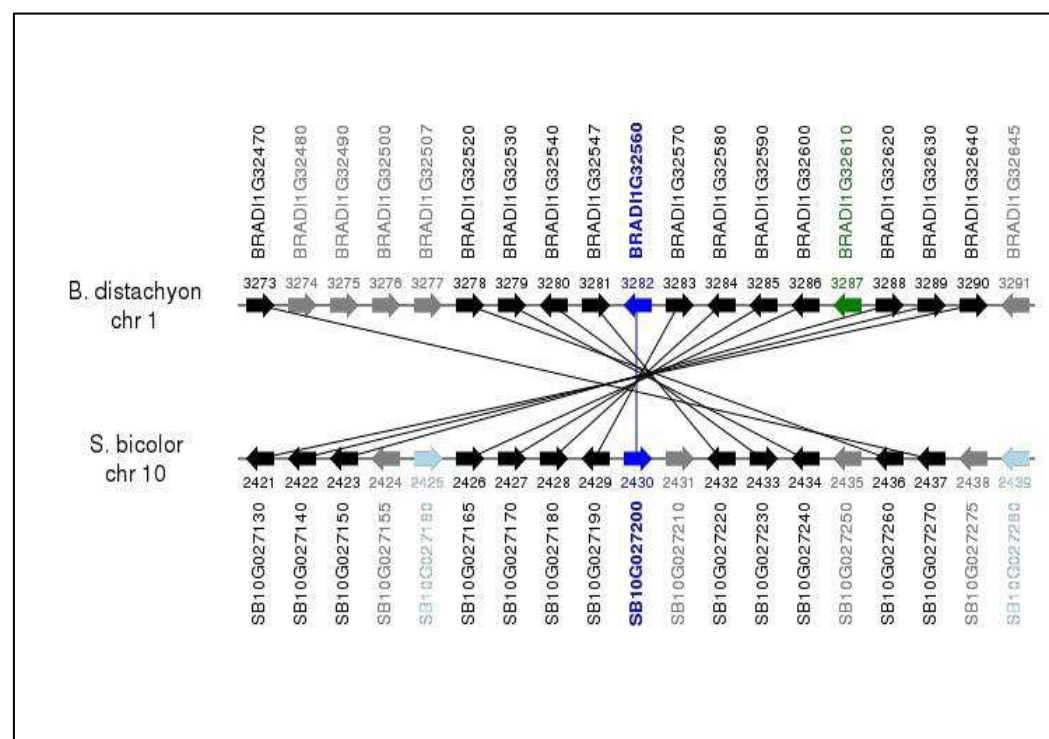 BRADI1G32470 BRADI1G32480 BRADI1G32490 BRADI1G32500 BRADI1G32507 BRADI1G32520 BRADI1G32530 BRADI1G32540 BRADI1G32547 BRADI1G32560 BRADI1G32570 BRADI1G32580 BRADI1G32590 BRADI1G32600 BRADI1G32610 BRADI1G32620 BRADI1G32630 BRADI1G32640 BRADI1G32645
3273 3274 3275 3276 3277 3278 3279 3280 3281 3282 3283 3284 3285 3286 3287 3288 3289 3290 3291
B. distachyon
chr 1
S. bicolor
chr 10
2421 2422 2423 2424 2425 2426 2427 2428 2429 2430 2431 2432 2433 2434 2435 2436 2437 2438 2439
SB10G027130 SB10G027140 SB10G027150 SB10G027155 SB10G027160 SB10G027165 SB10G027170 SB10G027180 SB10G027190 SB10G027200 SB10G027210 SB10G027220 SB10G027230 SB10G027240 SB10G027250 SB10G027260 SB10G027270 SB10G027275 SB10G027280